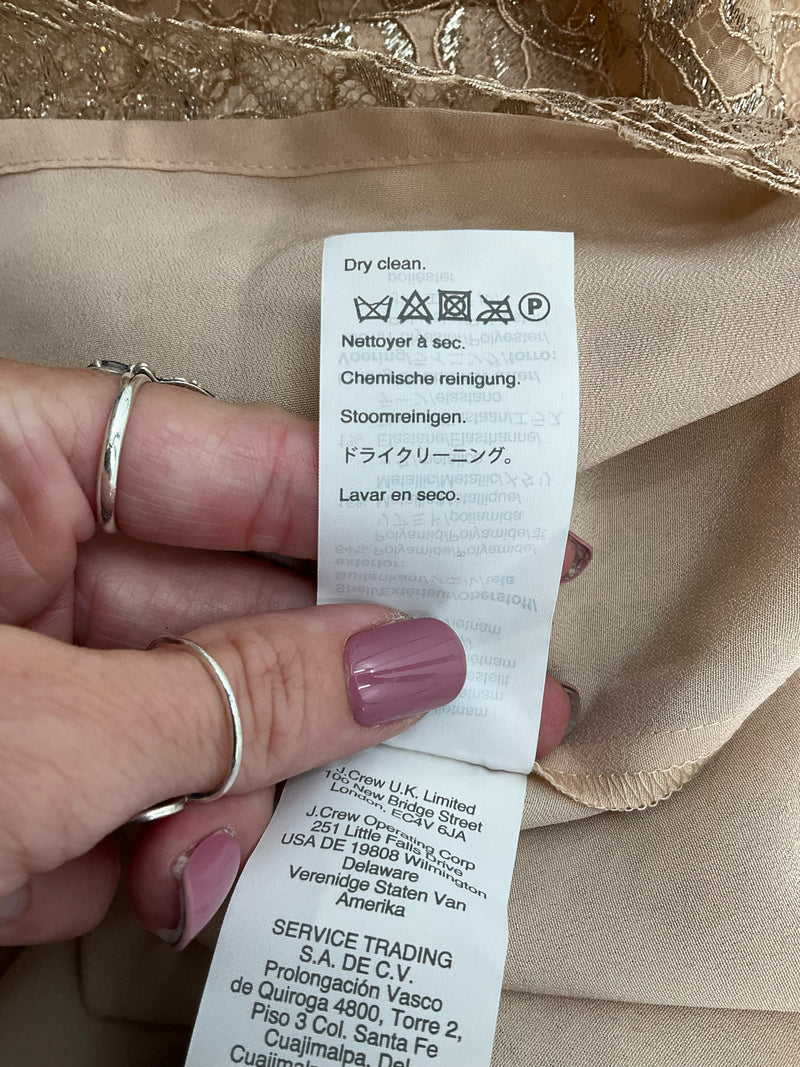 Dry clean.
P
Nettoyer à sec.
Chemische reinigung.
Stoomreinigen.
ドライクリーニング。
Lavar en seco.
J.Crew U.K. Limited
100 New Bridge Street
London. EC4V 6JA
J.Crew Operating Corp
251 Little Falls Drive
USA DE 19808 Wilmington
Delaware
Verenidge Staten Van
Amerika
SERVICE TRADING
S.A. DE C.V.
Prolongación Vasco
de Quiroga 4800, Torre 2,
Piso 3 Col. Santa Fe
Cuajimalpa, Del.
Cuajimalpa